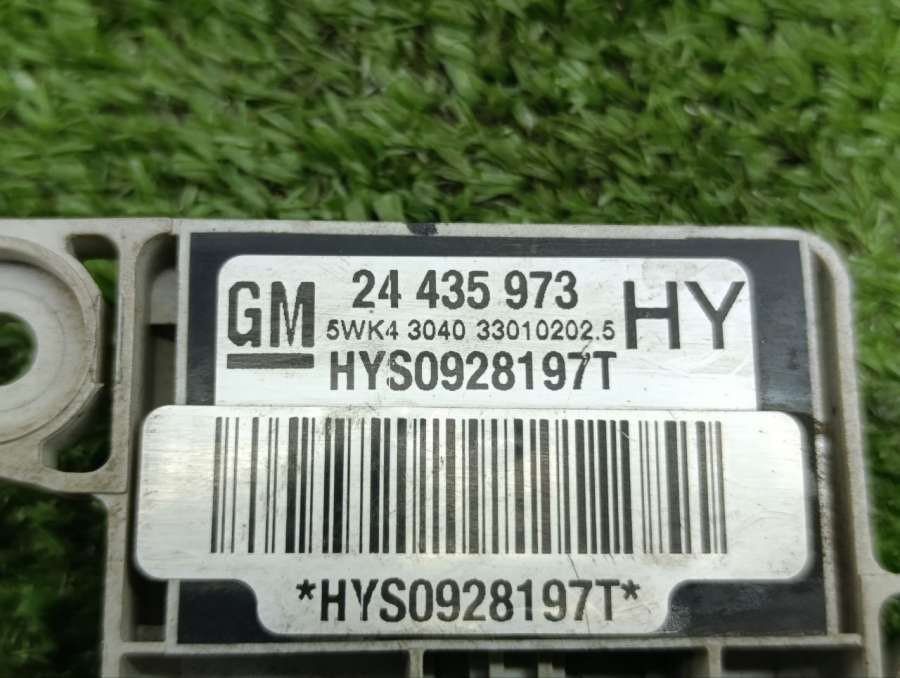 GM
24 435 973
5WK4 3040 33010202.5
HYS0928197T
HY
*HYS0928197T*